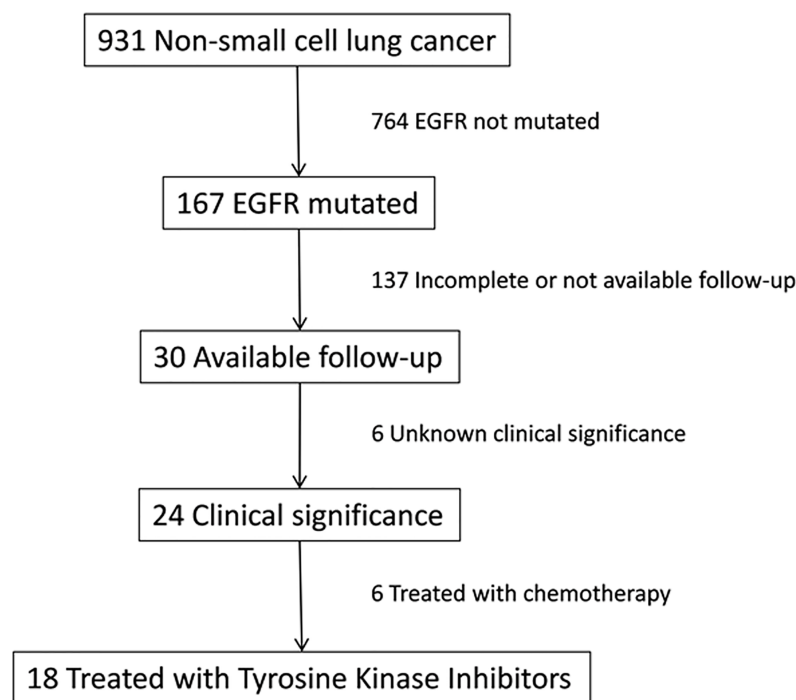 931 Non-small cell lung cancer
764 EGFR not mutated
167 EGFR mutated
137 Incomplete or not available follow-up
30 Available follow-up
6 Unknown clinical significance
24 Clinical significance
6 Treated with chemotherapy
18 Treated with Tyrosine Kinase Inhibitors